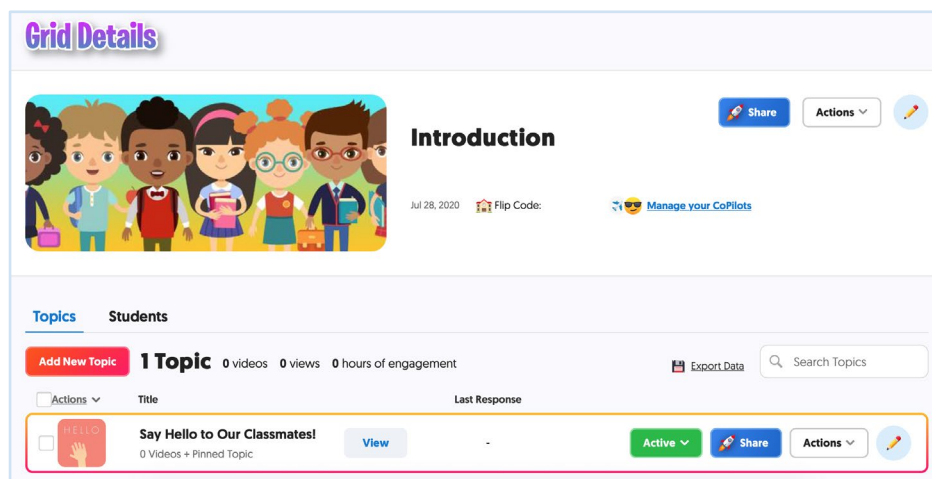 Grid Details
Share
Actions
Introduction
Jul 28, 2020 Flip Code: Manage your CoPilots
Topics Students
Add New Topic 1 Topic 0 videos 0 views 0 hours of engagement Export Data Search Topics
Actions Title Last Response
HELLO
Say Hello to Our Classmates! View - Active Share Actions
0 Videos + Pinned Topic